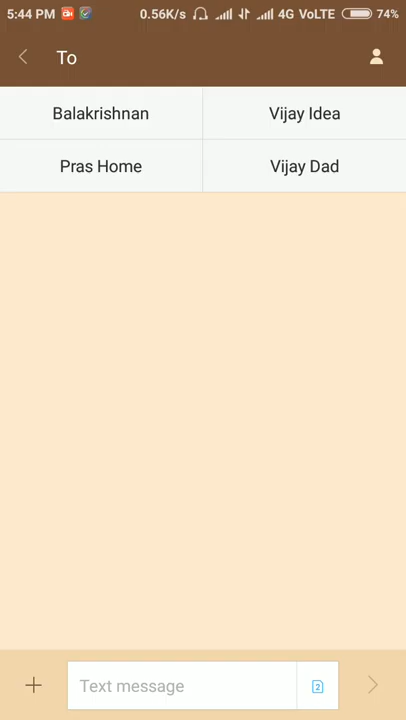 5:44 PM 0.56K/s 4G VoLTE 74%
To
Balakrishnan Vijay Idea
Pras Home Vijay Dad
Text message 2